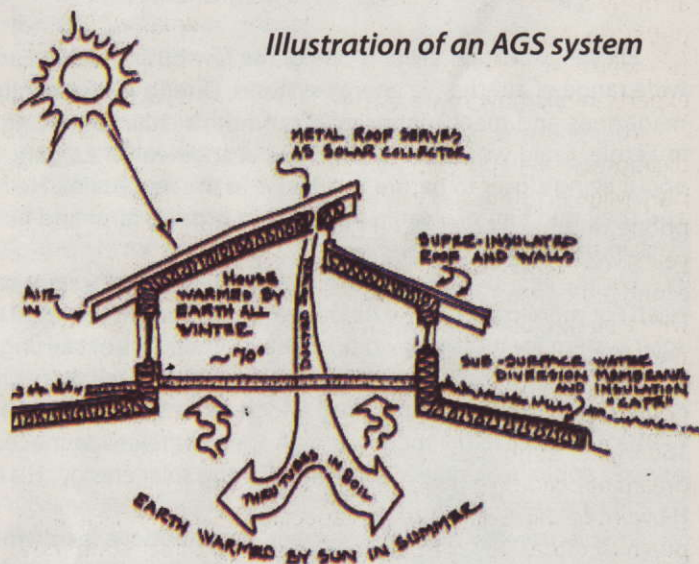 Illustration of an AGS system
METAL ROOF SERVES
AS SOLAR COLLECTOR
SUPER-INSULATED
ROOF AND WALLS
AIR
IN
HOUSE
WARMED BY
EARTH ALL
WINTER
~70°
SUB-SURFACE WATER
DIVERSION MEMBRANE
AND INSULATION
"CAPE"
THRU TUBES IN SOIL
EARTH WARMED BY SUN IN SUMMER